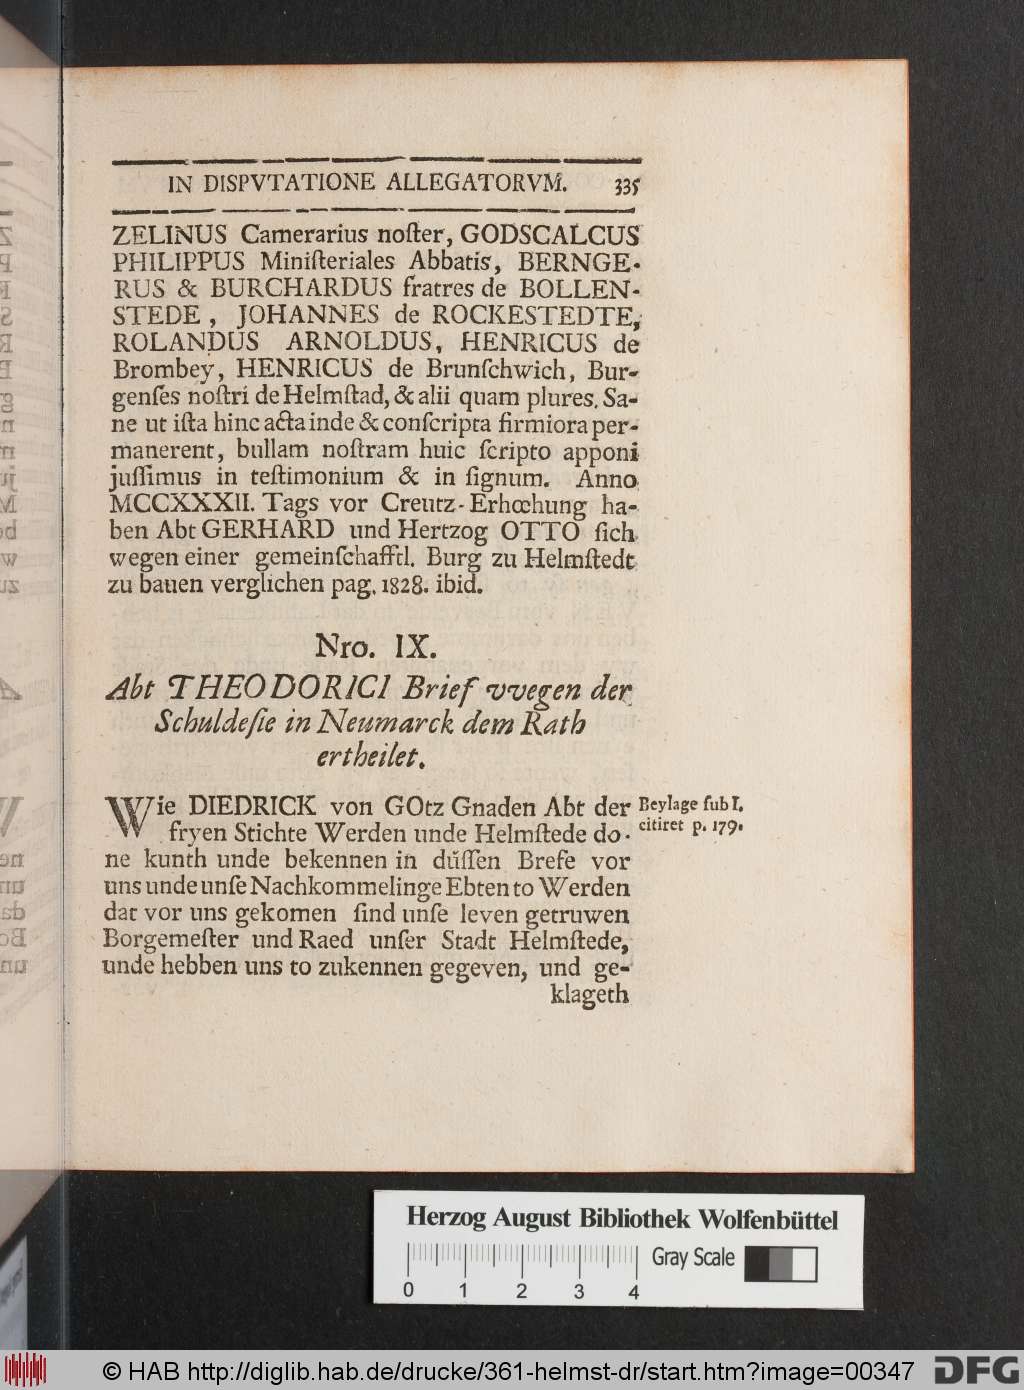 IN DISPVTATIONE ALLEGATORVM. 335
ZELINUS Camerarius noſter, GODSCALCUS
PHILIPPUS Miniſteriales Abbatis, BERNGE-
RUS & BURCHARDUS fratres de BOLLEN-
STEDE, JOHANNES de ROCKESTEDTE,
ROLANDUS ARNOLDUS, HENRICUS de
Brombey, HENRICUS de Brunſchwich, Bur-
genſes noſtri de Helmſtad, & alii quam plures. Sa-
ne ut iſta hinc acta inde & conſcripta firmiora per-
manerent, bullam noſtram huic ſcripto apponi
juſſimus in teſtimonium & in ſignum. Anno
MCCXXXII. Tags vor Creutz-Erhœhung ha-
ben Abt GERHARD und Hertzog OTTO ſich
wegen einer gemeinſchafftl. Burg zu Helmſtedt
zu bauen verglichen pag. 1828. ibid.
Nro. IX.
Abt THEODORICI Brief vvegen der
Schuldeſie in Neumarck dem Rath
ertheilet.
Wie DIEDRICK von GOtz Gnaden Abt der
fryen Stichte Werden unde Helmſtede do-
ne kunth unde bekennen in düſſen Brefe vor
uns unde unſe Nachkommelinge Ebten to Werden
dat vor uns gekomen ſind unſe leven getruwen
Borgemeſter und Raed unſer Stadt Helmſtede,
unde hebben uns to zukennen gegeven, und ge-
klageth
Beylage ſub I.
citiret p. 179.
Herzog August Bibliothek Wolfenbüttel
Gray Scale
0 1 2 3 4
© HAB http://diglib.hab.de/drucke/361-helmst-dr/start.htm?image=00347
DFG